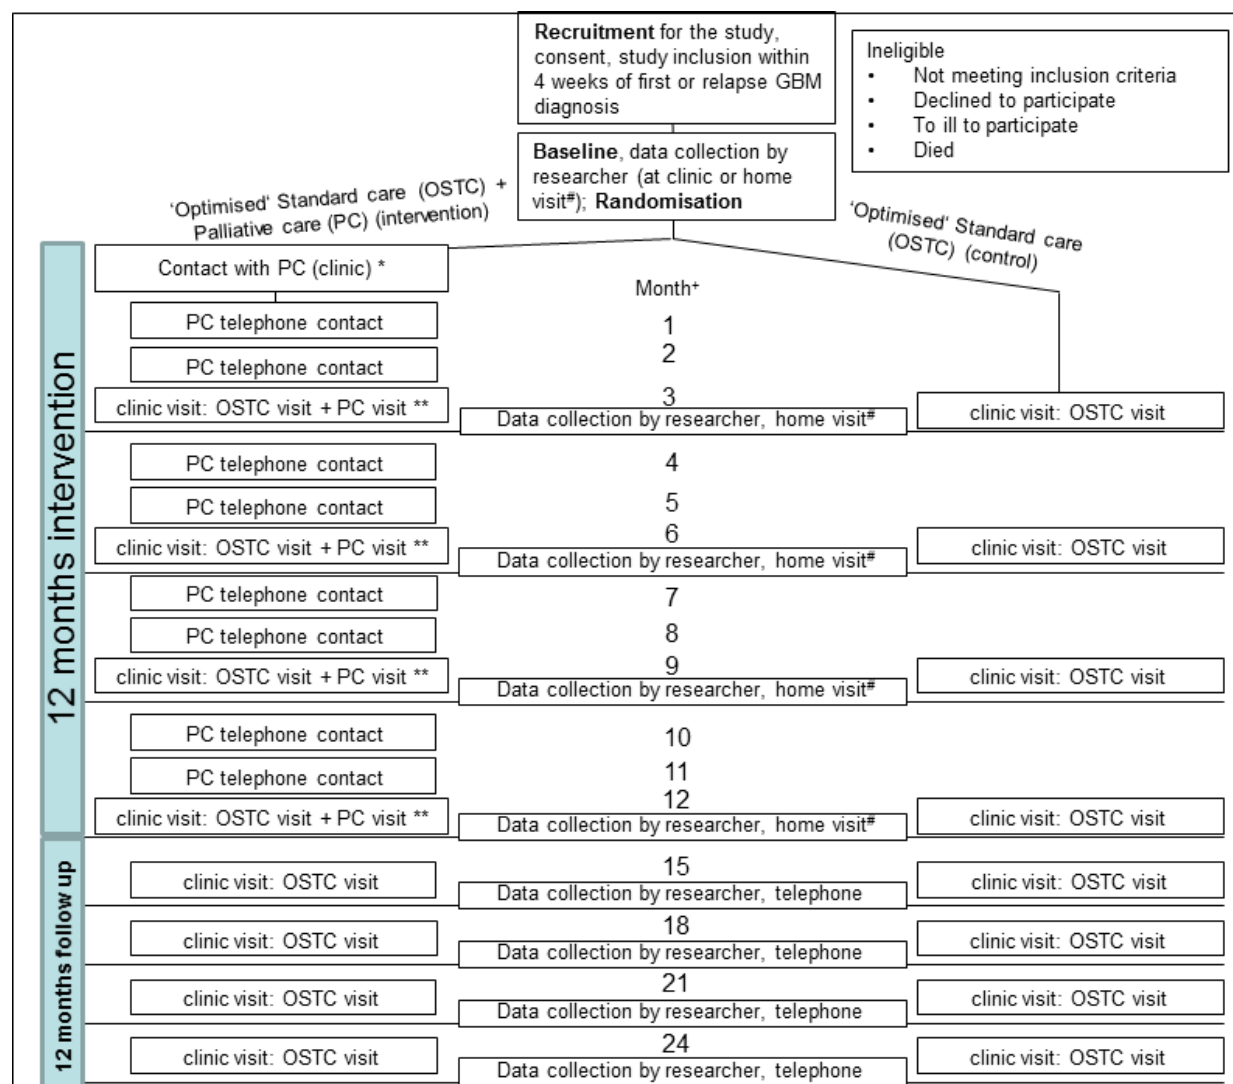 Recruitment for the study,
consent, study inclusion within
4 weeks of first or relapse GBM
diagnosis
Ineligible
• Not meeting inclusion criteria
• Declined to participate
• To ill to participate
• Died
Baseline, data collection by
researcher (at clinic or home
visit#); Randomisation
‘Optimised‘ Standard care (OSTC) +
Palliative care (PC) (intervention)
‘Optimised‘ Standard care
(OSTC) (control)
12 months intervention
Contact with PC (clinic) *
Month+
PC telephone contact
1
PC telephone contact
2
clinic visit: OSTC visit + PC visit **
3
Data collection by researcher, home visit#
clinic visit: OSTC visit
PC telephone contact
4
PC telephone contact
5
clinic visit: OSTC visit + PC visit **
6
Data collection by researcher, home visit#
clinic visit: OSTC visit
PC telephone contact
7
PC telephone contact
8
clinic visit: OSTC visit + PC visit **
9
Data collection by researcher, home visit#
clinic visit: OSTC visit
PC telephone contact
10
PC telephone contact
11
clinic visit: OSTC visit + PC visit **
12
Data collection by researcher, home visit#
clinic visit: OSTC visit
12 months follow up
clinic visit: OSTC visit
15
Data collection by researcher, telephone
clinic visit: OSTC visit
clinic visit: OSTC visit
18
Data collection by researcher, telephone
clinic visit: OSTC visit
clinic visit: OSTC visit
21
Data collection by researcher, telephone
clinic visit: OSTC visit
clinic visit: OSTC visit
24
Data collection by researcher, telephone
clinic visit: OSTC visit